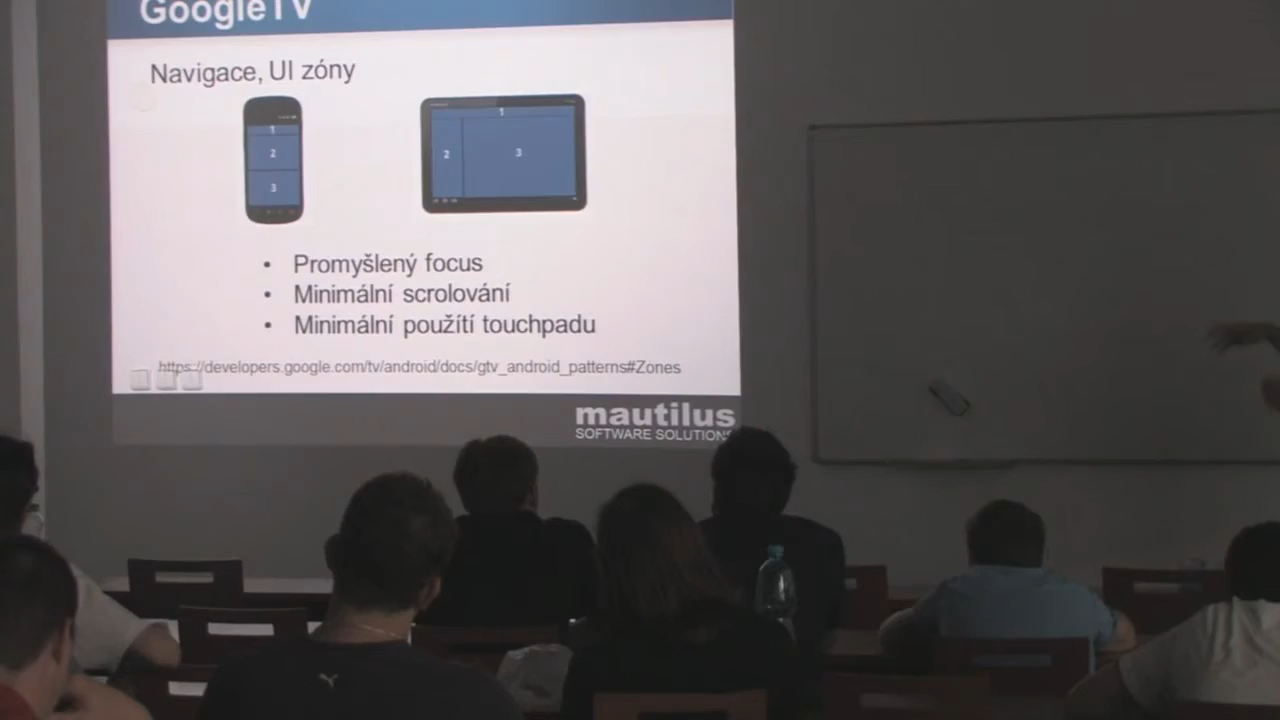 GoogleTV
Navigace, UI zóny
1
2
3
1
2
3
• Promyšlený focus
• Minimální scrolování
• Minimální použítí touchpadu
https://developers.google.com/tv/android/docs/gtv_android_patterns#Zones
mautilus
SOFTWARE SOLUTIONS